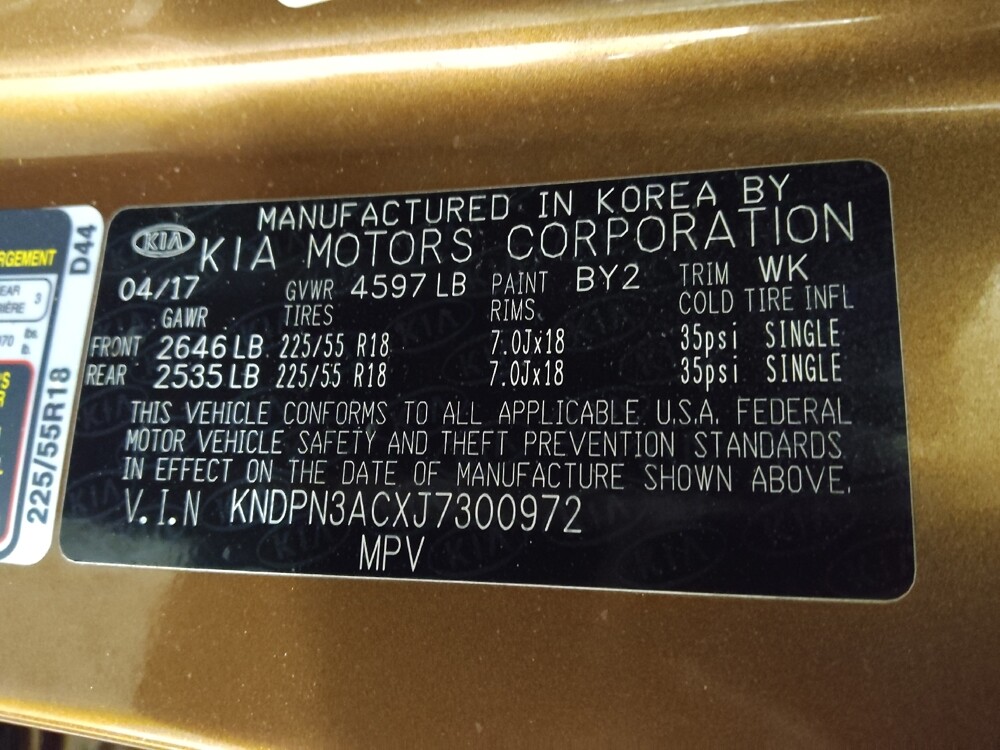 MANUFACTURED IN KOREA BY
KIA KIA MOTORS CORPORATION
04/17 GVWR 4597 LB PAINT BY2 TRIM WK
GAWR TIRES RIMS COLD TIRE INFL
FRONT 2646 LB 225/55 R18 7.0Jx18 35psi SINGLE
REAR 2535 LB 225/55 R18 7.0Jx18 35psi SINGLE
THIS VEHICLE CONFORMS TO ALL APPLICABLE U.S.A. FEDERAL
MOTOR VEHICLE SAFETY AND THEFT PREVENTION STANDARDS
IN EFFECT ON THE DATE OF MANUFACTURE SHOWN ABOVE.
V.I.N KNDPN3ACXJ7300972
MPV
225/55R18 D44
3
lbs.